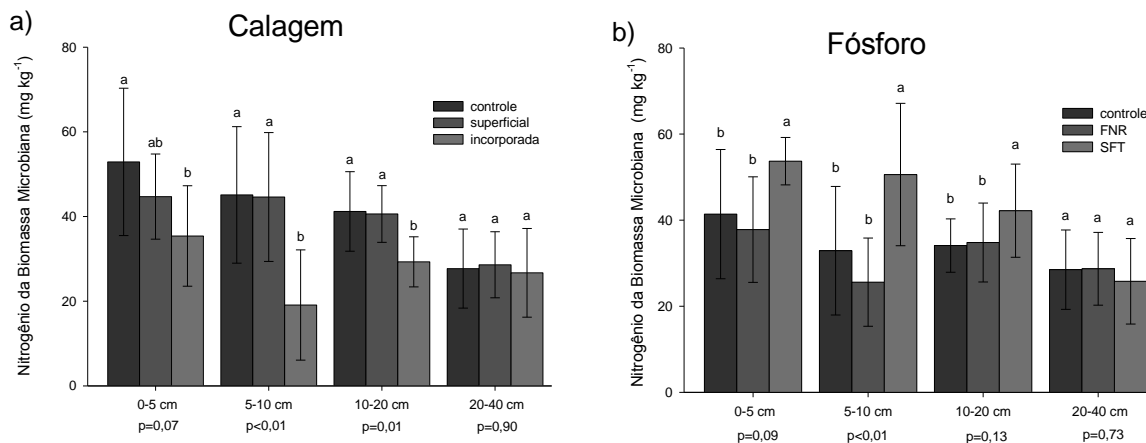 a)
Calagem
Nitrogênio da Biomassa Microbiana (mg kg⁻¹)
80
60
40
20
0
controle
superficial
incorporada
a ab b
a a b
a a b
a a a
0-5 cm 5-10 cm 10-20 cm 20-40 cm
p=0,07 p<0,01 p=0,01 p=0,90
b)
Fósforo
Nitrogênio da Biomassa Microbiana (mg kg⁻¹)
80
60
40
20
0
controle
FNR
SFT
b b a
b b a
b b a
a a a
0-5 cm 5-10 cm 10-20 cm 20-40 cm
p=0,09 p<0,01 p=0,13 p=0,73